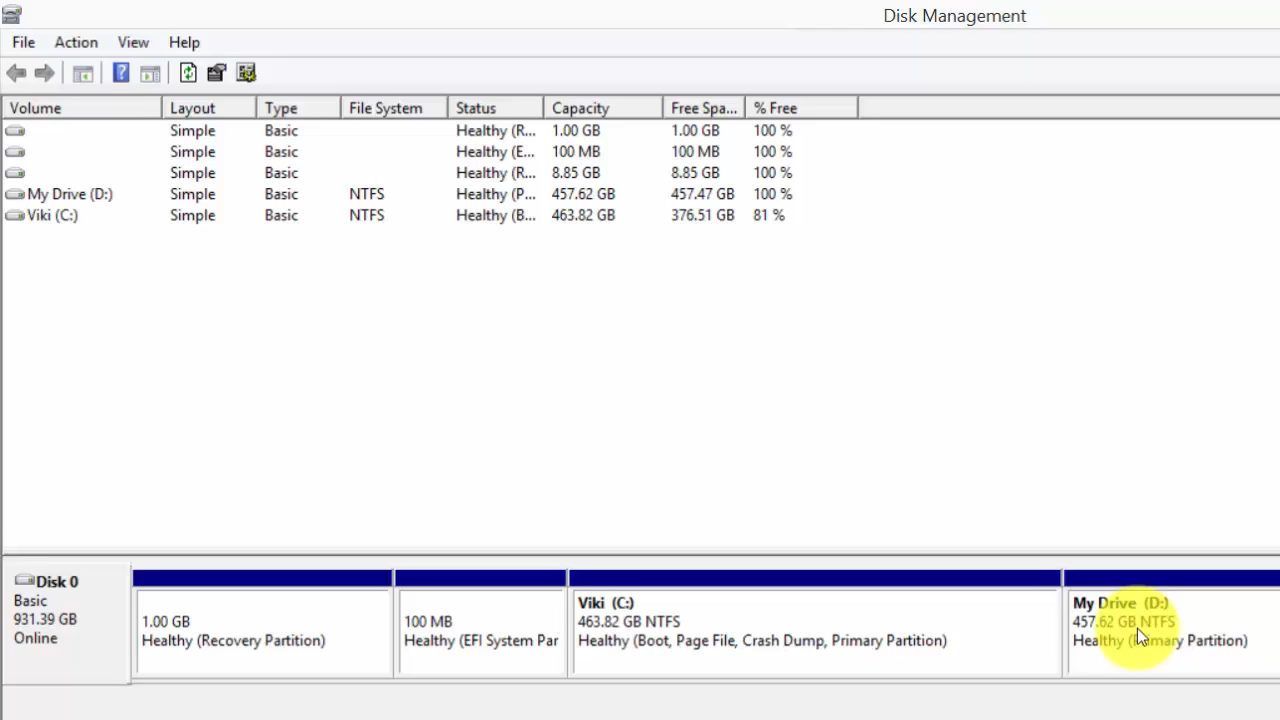 Disk Management
File Action View Help
Volume Layout Type File System Status Capacity Free Spa... % Free
Simple Basic Healthy (R... 1.00 GB 1.00 GB 100 %
Simple Basic Healthy (E... 100 MB 100 MB 100 %
Simple Basic Healthy (R... 8.85 GB 8.85 GB 100 %
My Drive (D:) Simple Basic NTFS Healthy (P... 457.62 GB 457.47 GB 100 %
Viki (C:) Simple Basic NTFS Healthy (B... 463.82 GB 376.51 GB 81 %
Disk 0
Basic
931.39 GB
Online
1.00 GB
Healthy (Recovery Partition)
100 MB
Healthy (EFI System Par
Viki (C:)
463.82 GB NTFS
Healthy (Boot, Page File, Crash Dump, Primary Partition)
My Drive (D:)
457.62 GB NTFS
Healthy (Primary Partition)